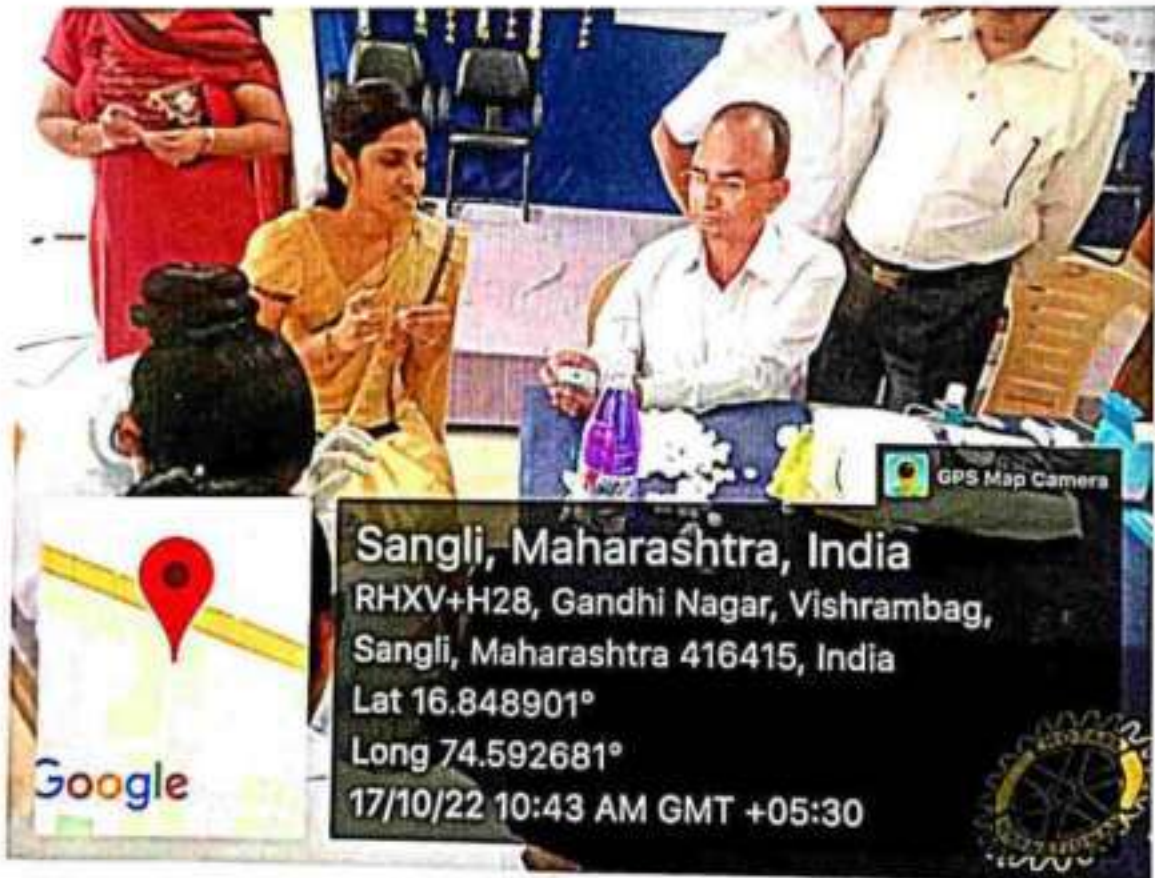 GPS Map Camera
Sangli, Maharashtra, India
RHXV+H28, Gandhi Nagar, Vishrambag,
Sangli, Maharashtra 416415, India
Lat 16.848901°
Long 74.592681°
17/10/22 10:43 AM GMT +05:30
Google